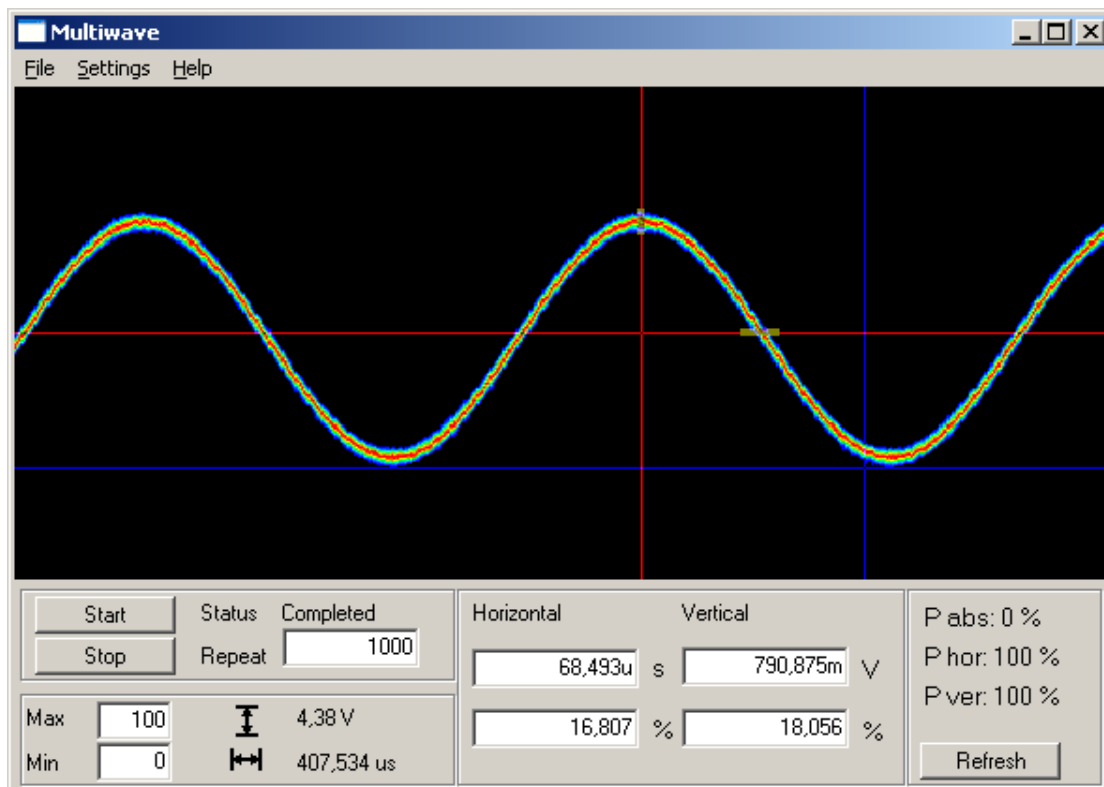 Multiwave
File Settings Help
Start Status Completed
Stop Repeat 1000
Max 100 4,38 V
Min 0 407,534 us
Horizontal Vertical
68,493u s 790,875m V
16,807 % 18,056 %
P abs: 0 %
P hor: 100 %
P ver: 100 %
Refresh